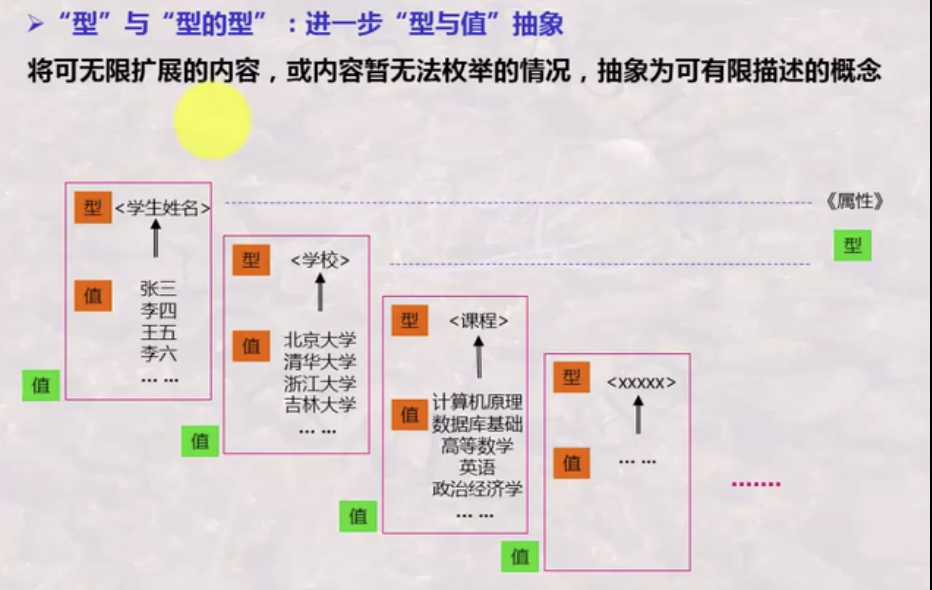 ➢ “型”与“型的型” ：进一步“型与值”抽象
将可无限扩展的内容，或内容暂无法枚举的情况，抽象为可有限描述的概念
型 <学生姓名>
《属性》
型
值
张三
李四
王五
李六
... ...
值
型 <学校>
值
北京大学
清华大学
浙江大学
吉林大学
... ...
值
型 <课程>
值
计算机原理
数据库基础
高等数学
英语
政治经济学
... ...
值
型 <xxxxx>
值 ... ...
值
.......